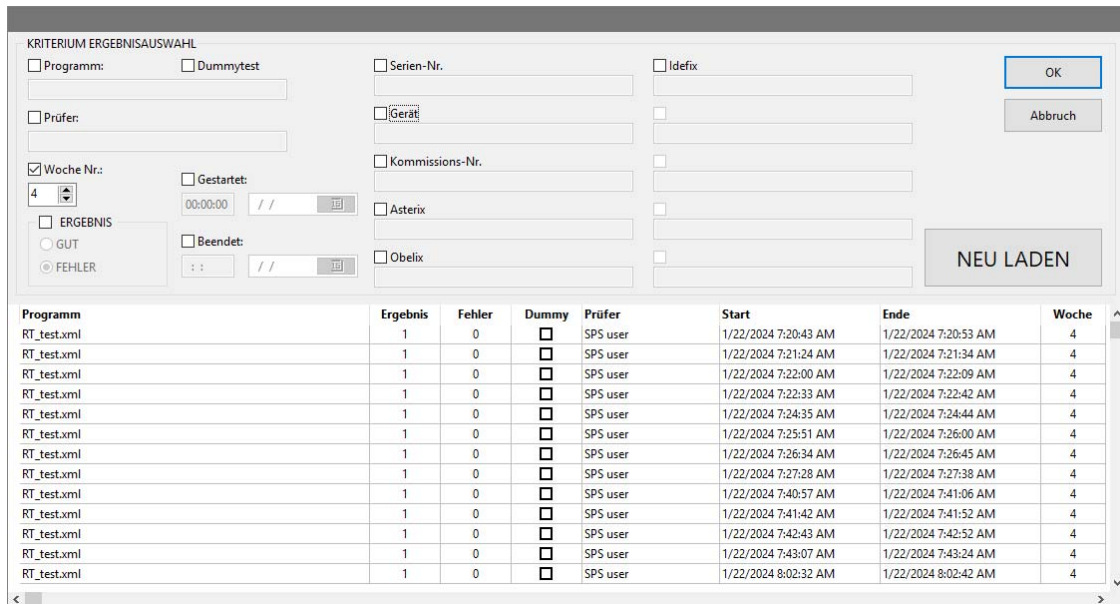 KRITERIUM ERGEBNISAUSWAHL
Programm: Dummytest Serien-Nr. Idefix OK
Prüfer: Gerät Abbruch
Woche Nr.: Kommissions-Nr.
4 Gestartet:
00:00:00 / / 15
ERGEBNIS Asterix
GUT Beendet:
FEHLER : : / / 15 Obelix NEU LADEN
Programm Ergebnis Fehler Dummy Prüfer Start Ende Woche
RT_test.xml 1 0 SPS user 1/22/2024 7:20:43 AM 1/22/2024 7:20:53 AM 4
RT_test.xml 1 0 SPS user 1/22/2024 7:21:24 AM 1/22/2024 7:21:34 AM 4
RT_test.xml 1 0 SPS user 1/22/2024 7:22:00 AM 1/22/2024 7:22:09 AM 4
RT_test.xml 1 0 SPS user 1/22/2024 7:22:33 AM 1/22/2024 7:22:42 AM 4
RT_test.xml 1 0 SPS user 1/22/2024 7:24:35 AM 1/22/2024 7:24:44 AM 4
RT_test.xml 1 0 SPS user 1/22/2024 7:25:51 AM 1/22/2024 7:26:00 AM 4
RT_test.xml 1 0 SPS user 1/22/2024 7:26:34 AM 1/22/2024 7:26:45 AM 4
RT_test.xml 1 0 SPS user 1/22/2024 7:27:28 AM 1/22/2024 7:27:38 AM 4
RT_test.xml 1 0 SPS user 1/22/2024 7:40:57 AM 1/22/2024 7:41:06 AM 4
RT_test.xml 1 0 SPS user 1/22/2024 7:41:42 AM 1/22/2024 7:41:52 AM 4
RT_test.xml 1 0 SPS user 1/22/2024 7:42:43 AM 1/22/2024 7:42:52 AM 4
RT_test.xml 1 0 SPS user 1/22/2024 7:43:07 AM 1/22/2024 7:43:24 AM 4
RT_test.xml 1 0 SPS user 1/22/2024 8:02:32 AM 1/22/2024 8:02:42 AM 4